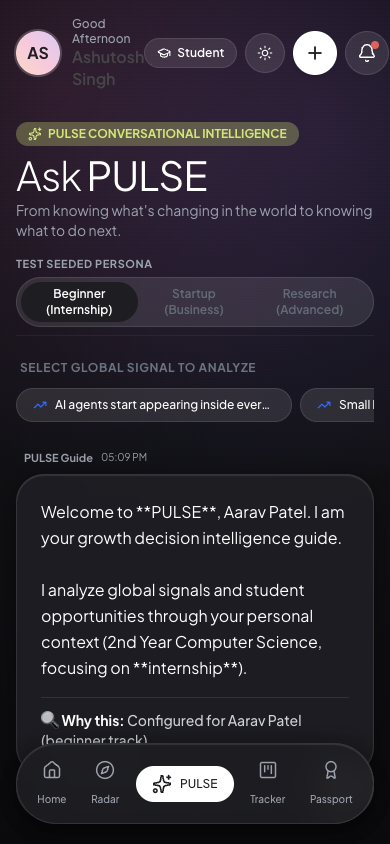 Good
Afternoon
AS
Ashutosh
Singh
Student
PULSE CONVERSATIONAL INTELLIGENCE
Ask PULSE
From knowing what's changing in the world to knowing
what to do next.
TEST SEEDED PERSONA
Beginner
(Internship)
Startup
(Business)
Research
(Advanced)
SELECT GLOBAL SIGNAL TO ANALYZE
AI agents start appearing inside ever...
Small
PULSE Guide 05:09 PM
Welcome to **PULSE**, Aarav Patel. I am
your growth decision intelligence guide.
I analyze global signals and student
opportunities through your personal
context (2nd Year Computer Science,
focusing on **internship**).
🔍 Why this: Configured for Aarav Patel
(beginner track)
Home
Radar
PULSE
Tracker
Passport